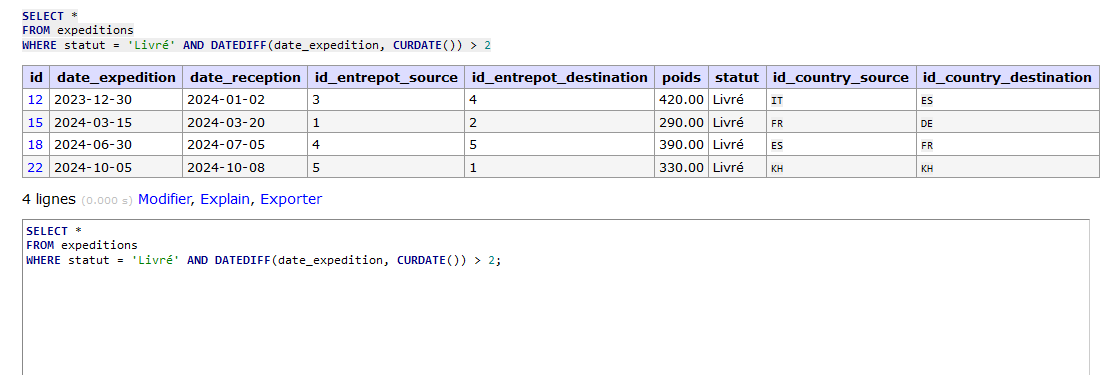 SELECT *
FROM expeditions
WHERE statut = 'Livré' AND DATEDIFF(date_expedition, CURDATE()) > 2
id date_expedition date_reception id_entrepot_source id_entrepot_destination poids statut id_country_source id_country_destination
12 2023-12-30 2024-01-02 3 4 420.00 Livré IT ES
15 2024-03-15 2024-03-20 1 2 290.00 Livré FR DE
18 2024-06-30 2024-07-05 4 5 390.00 Livré ES FR
22 2024-10-05 2024-10-08 5 1 330.00 Livré KH KH
4 lignes (0.000 s) Modifier, Explain, Exporter
SELECT *
FROM expeditions
WHERE statut = 'Livré' AND DATEDIFF(date_expedition, CURDATE()) > 2;